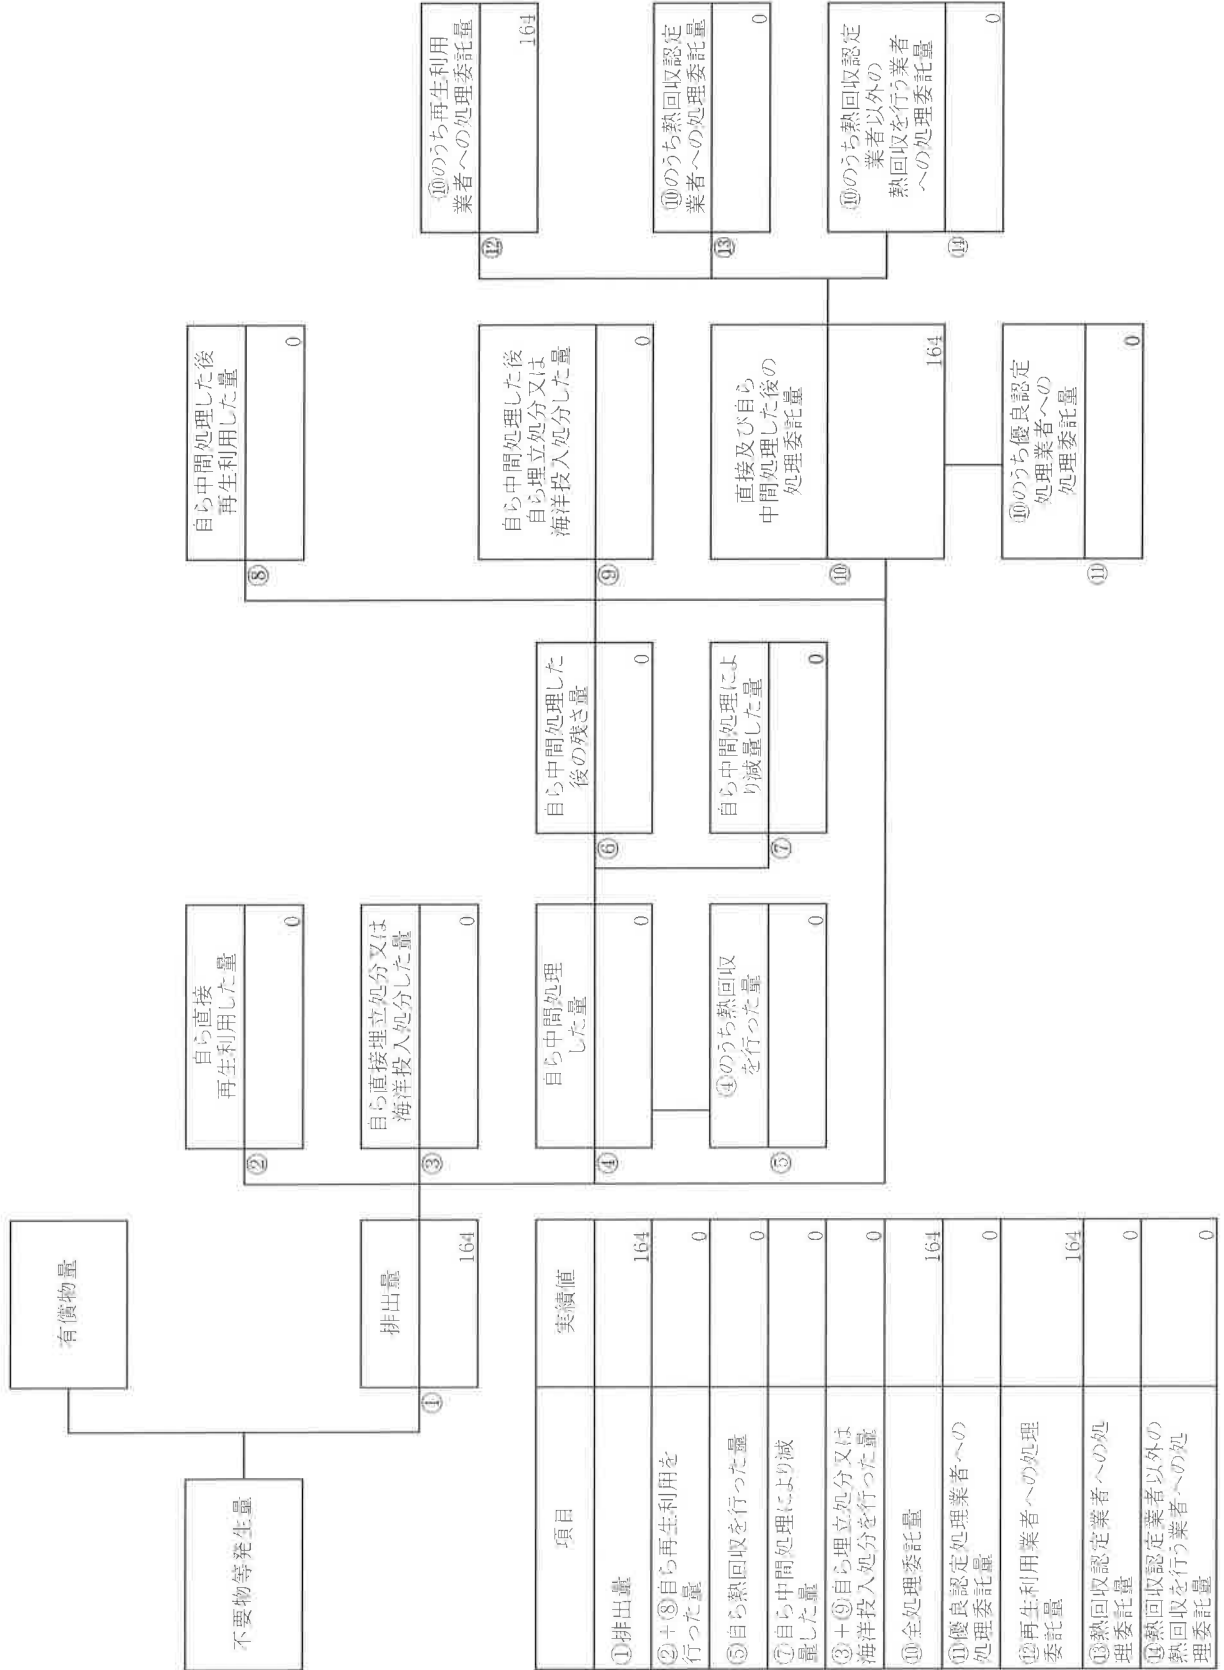 不要物等発生量
有償物量
①
排出量
164
②
自ら直接
再生利用した量
0
③
自ら直接埋立処分又は
海洋投入処分した量
0
④
自ら中間処理
した量
0
⑤
④のうち熱回収
を行った量
0
⑥
自ら中間処理した
後の残さ量
0
⑦
自ら中間処理によ
り減量した量
0
⑧
自ら中間処理した後
再生利用した量
0
⑨
自ら中間処理した後
自ら埋立処分又は
海洋投入処分した量
0
⑩
直接及び自ら
中間処理した後の
処理委託量
164
⑪
⑩のうち優良認定
処理業者への
処理委託量
0
⑫
⑩のうち再生利用
業者への処理委託量
164
⑬
⑩のうち熱回収認定
業者への処理委託量
0
⑭
⑩のうち熱回収認定
業者以外の
熱回収を行う業者
への処理委託量
0
項目 実績値
①排出量 164
②+⑧自ら再生利用を
行った量 0
⑤自ら熱回収を行った量 0
⑦自ら中間処理により減
量した量 0
③+⑨自ら埋立処分又は
海洋投入処分を行った量 0
⑩全処理委託量 164
⑪優良認定処理業者への
処理委託量 0
⑫再生利用業者への処理
委託量 164
⑬熱回収認定業者への処
理委託量 0
⑭熱回収認定業者以外の
熱回収を行う業者への処
理委託量 0